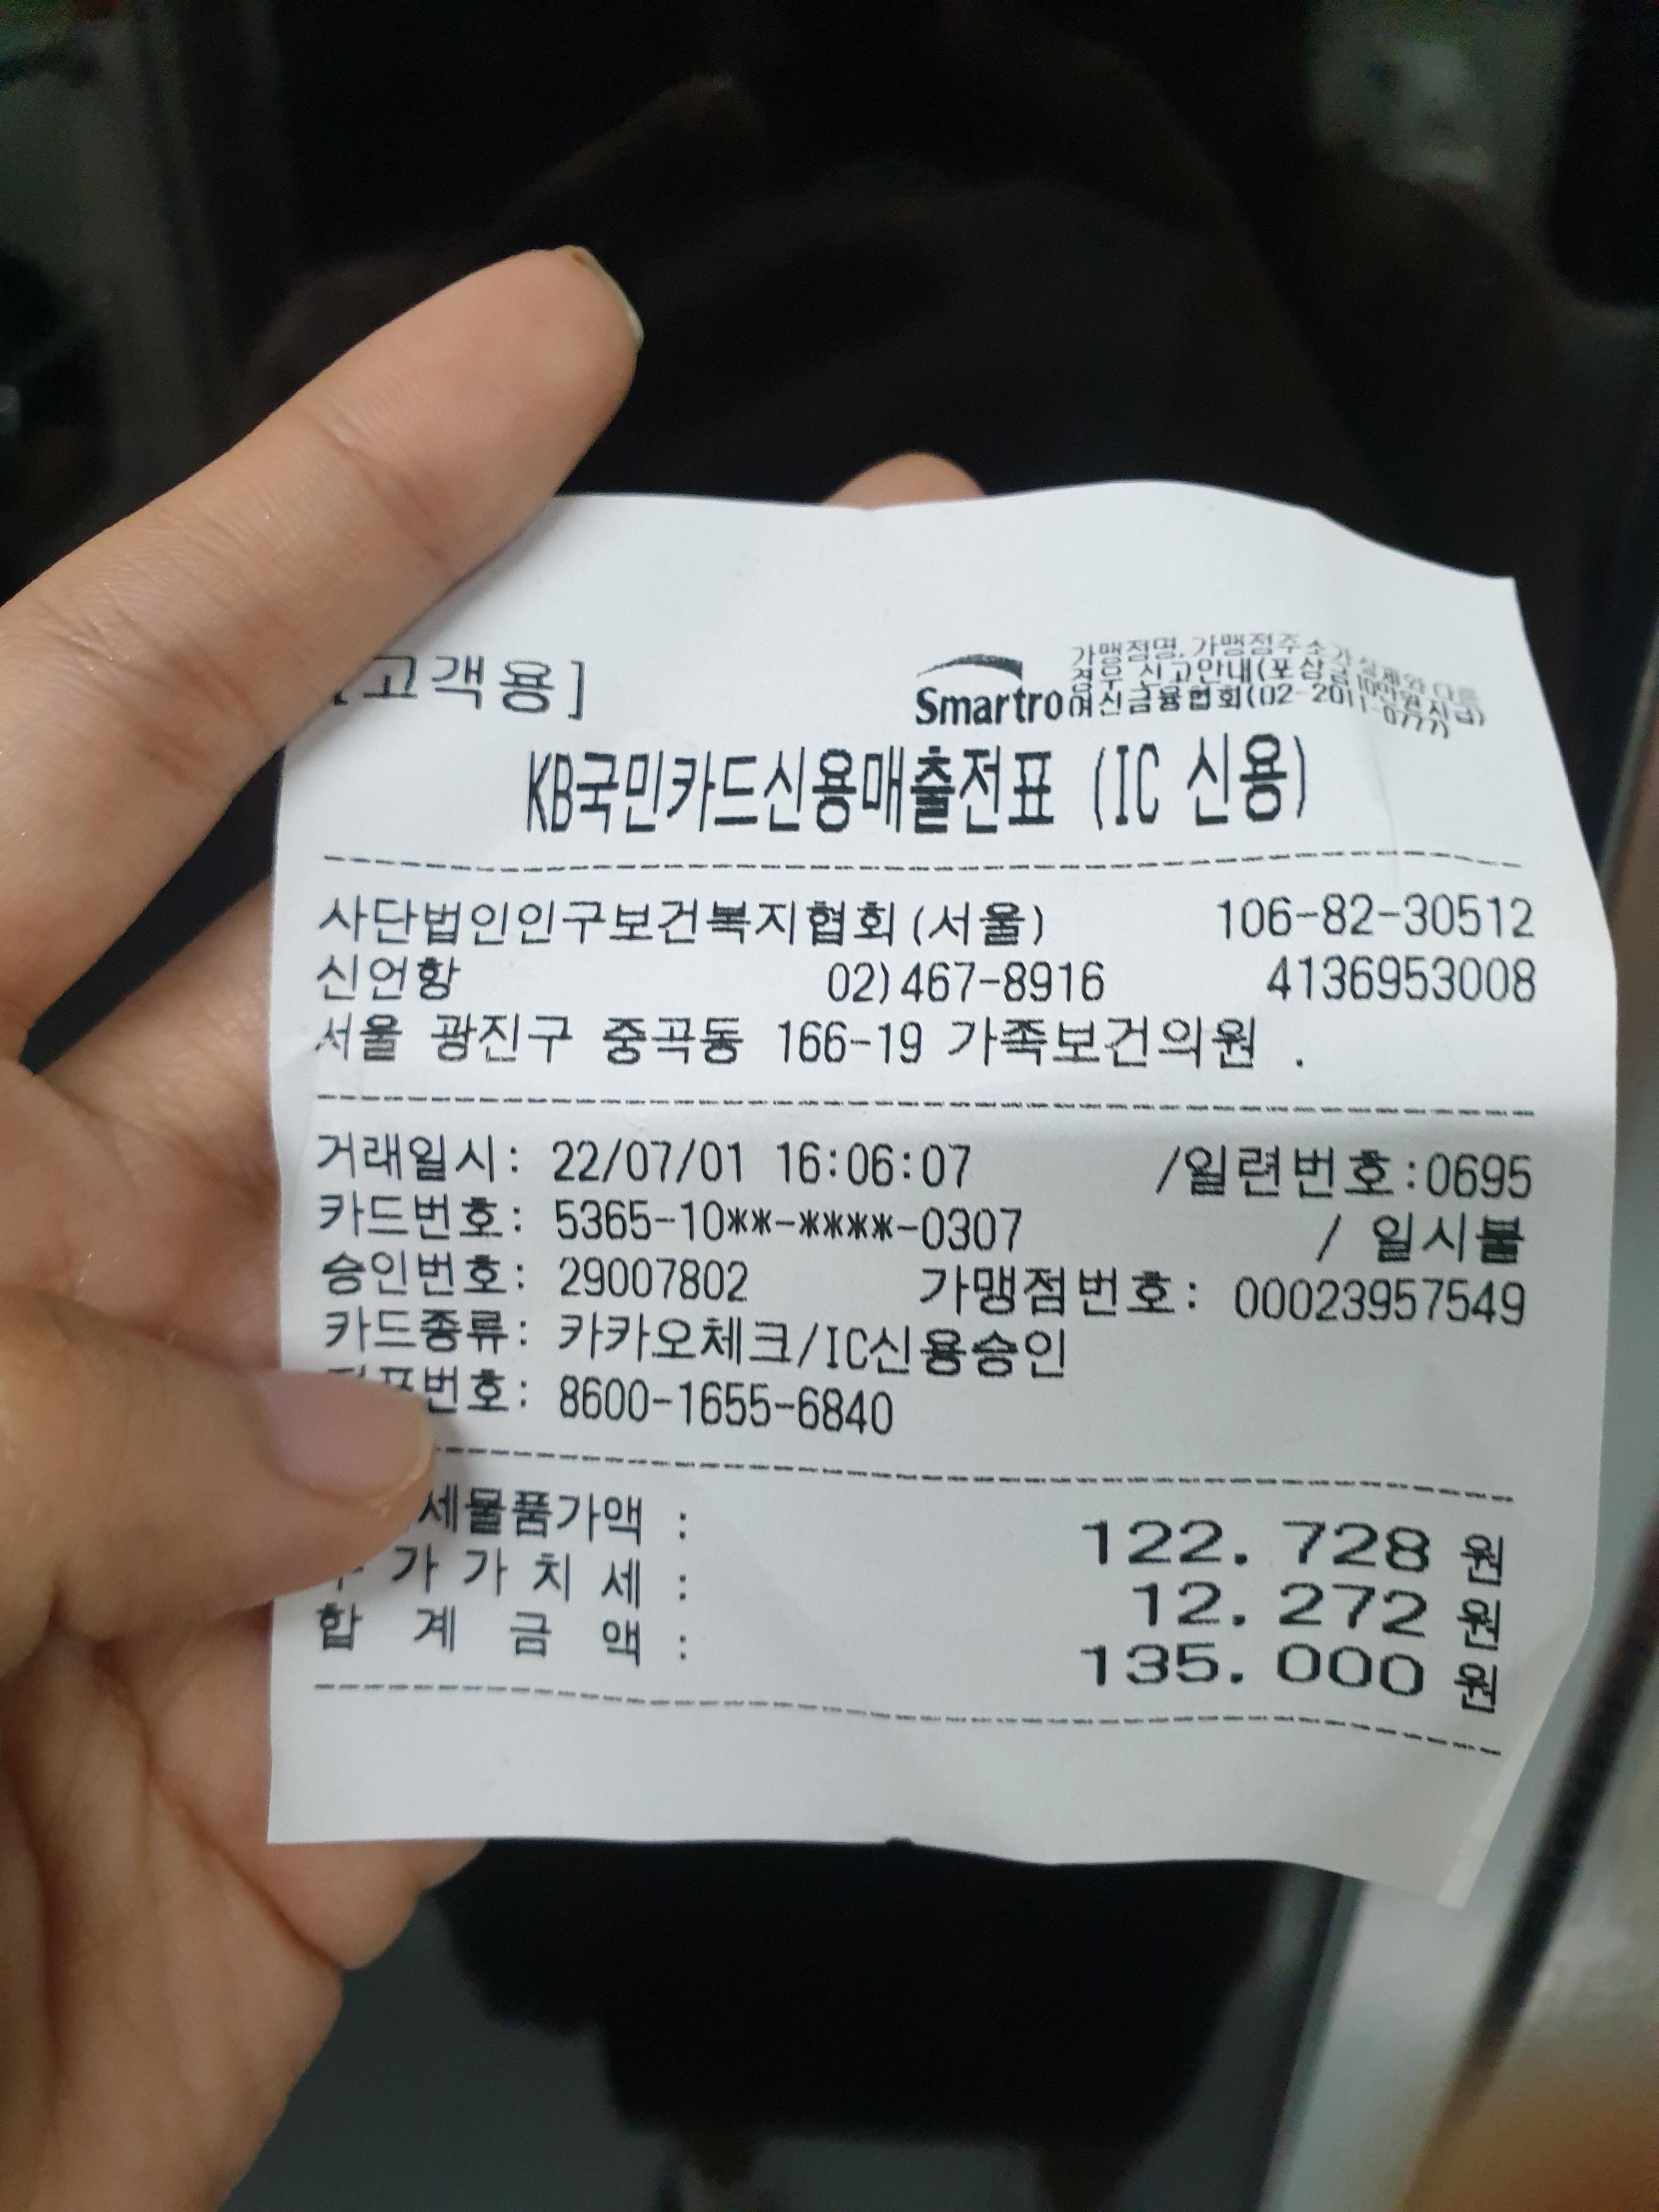 [고객용]
Smartro
가맹점명, 가맹점주소가 실제와 다른
경우 신고안내(포상금10만원지급)
여신금융협회(02-2011-0777)
KB국민카드신용매출전표 (IC 신용)
사단법인인구보건복지협회(서울) 106-82-30512
신언항 02)467-8916 4136953008
서울 광진구 중곡동 166-19 가족보건의원 .
거래일시: 22/07/01 16:06:07 /일련번호:0695
카드번호: 5365-10**-****-0307 / 일시불
승인번호: 29007802 가맹점번호: 00023957549
카드종류: 카카오체크/IC신용승인
전표번호: 8600-1655-6840
세물품가액 : 122. 728 원
부 가 가 치 세 : 12. 272 원
합 계 금 액 : 135. 000 원